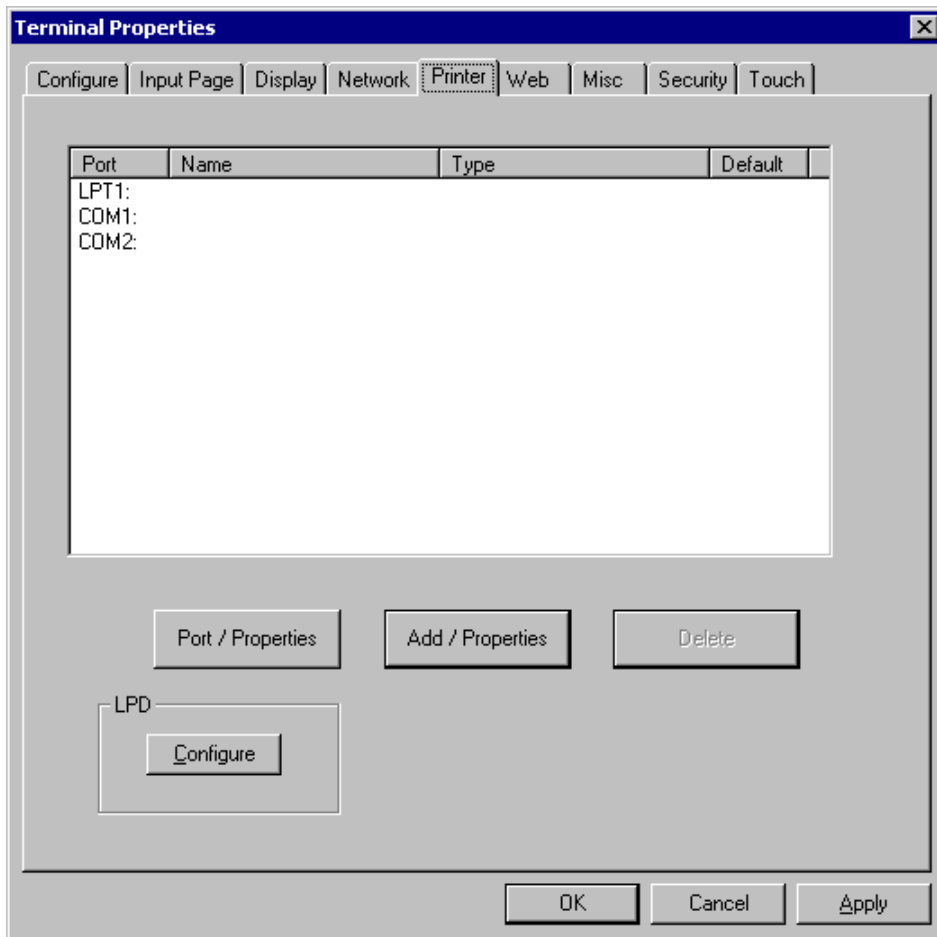 Terminal Properties
Configure Input Page Display Network Printer Web Misc Security Touch
Port Name Type Default
LPT1:
COM1:
COM2:
Port / Properties Add / Properties Delete
LPD
Configure
OK Cancel Apply